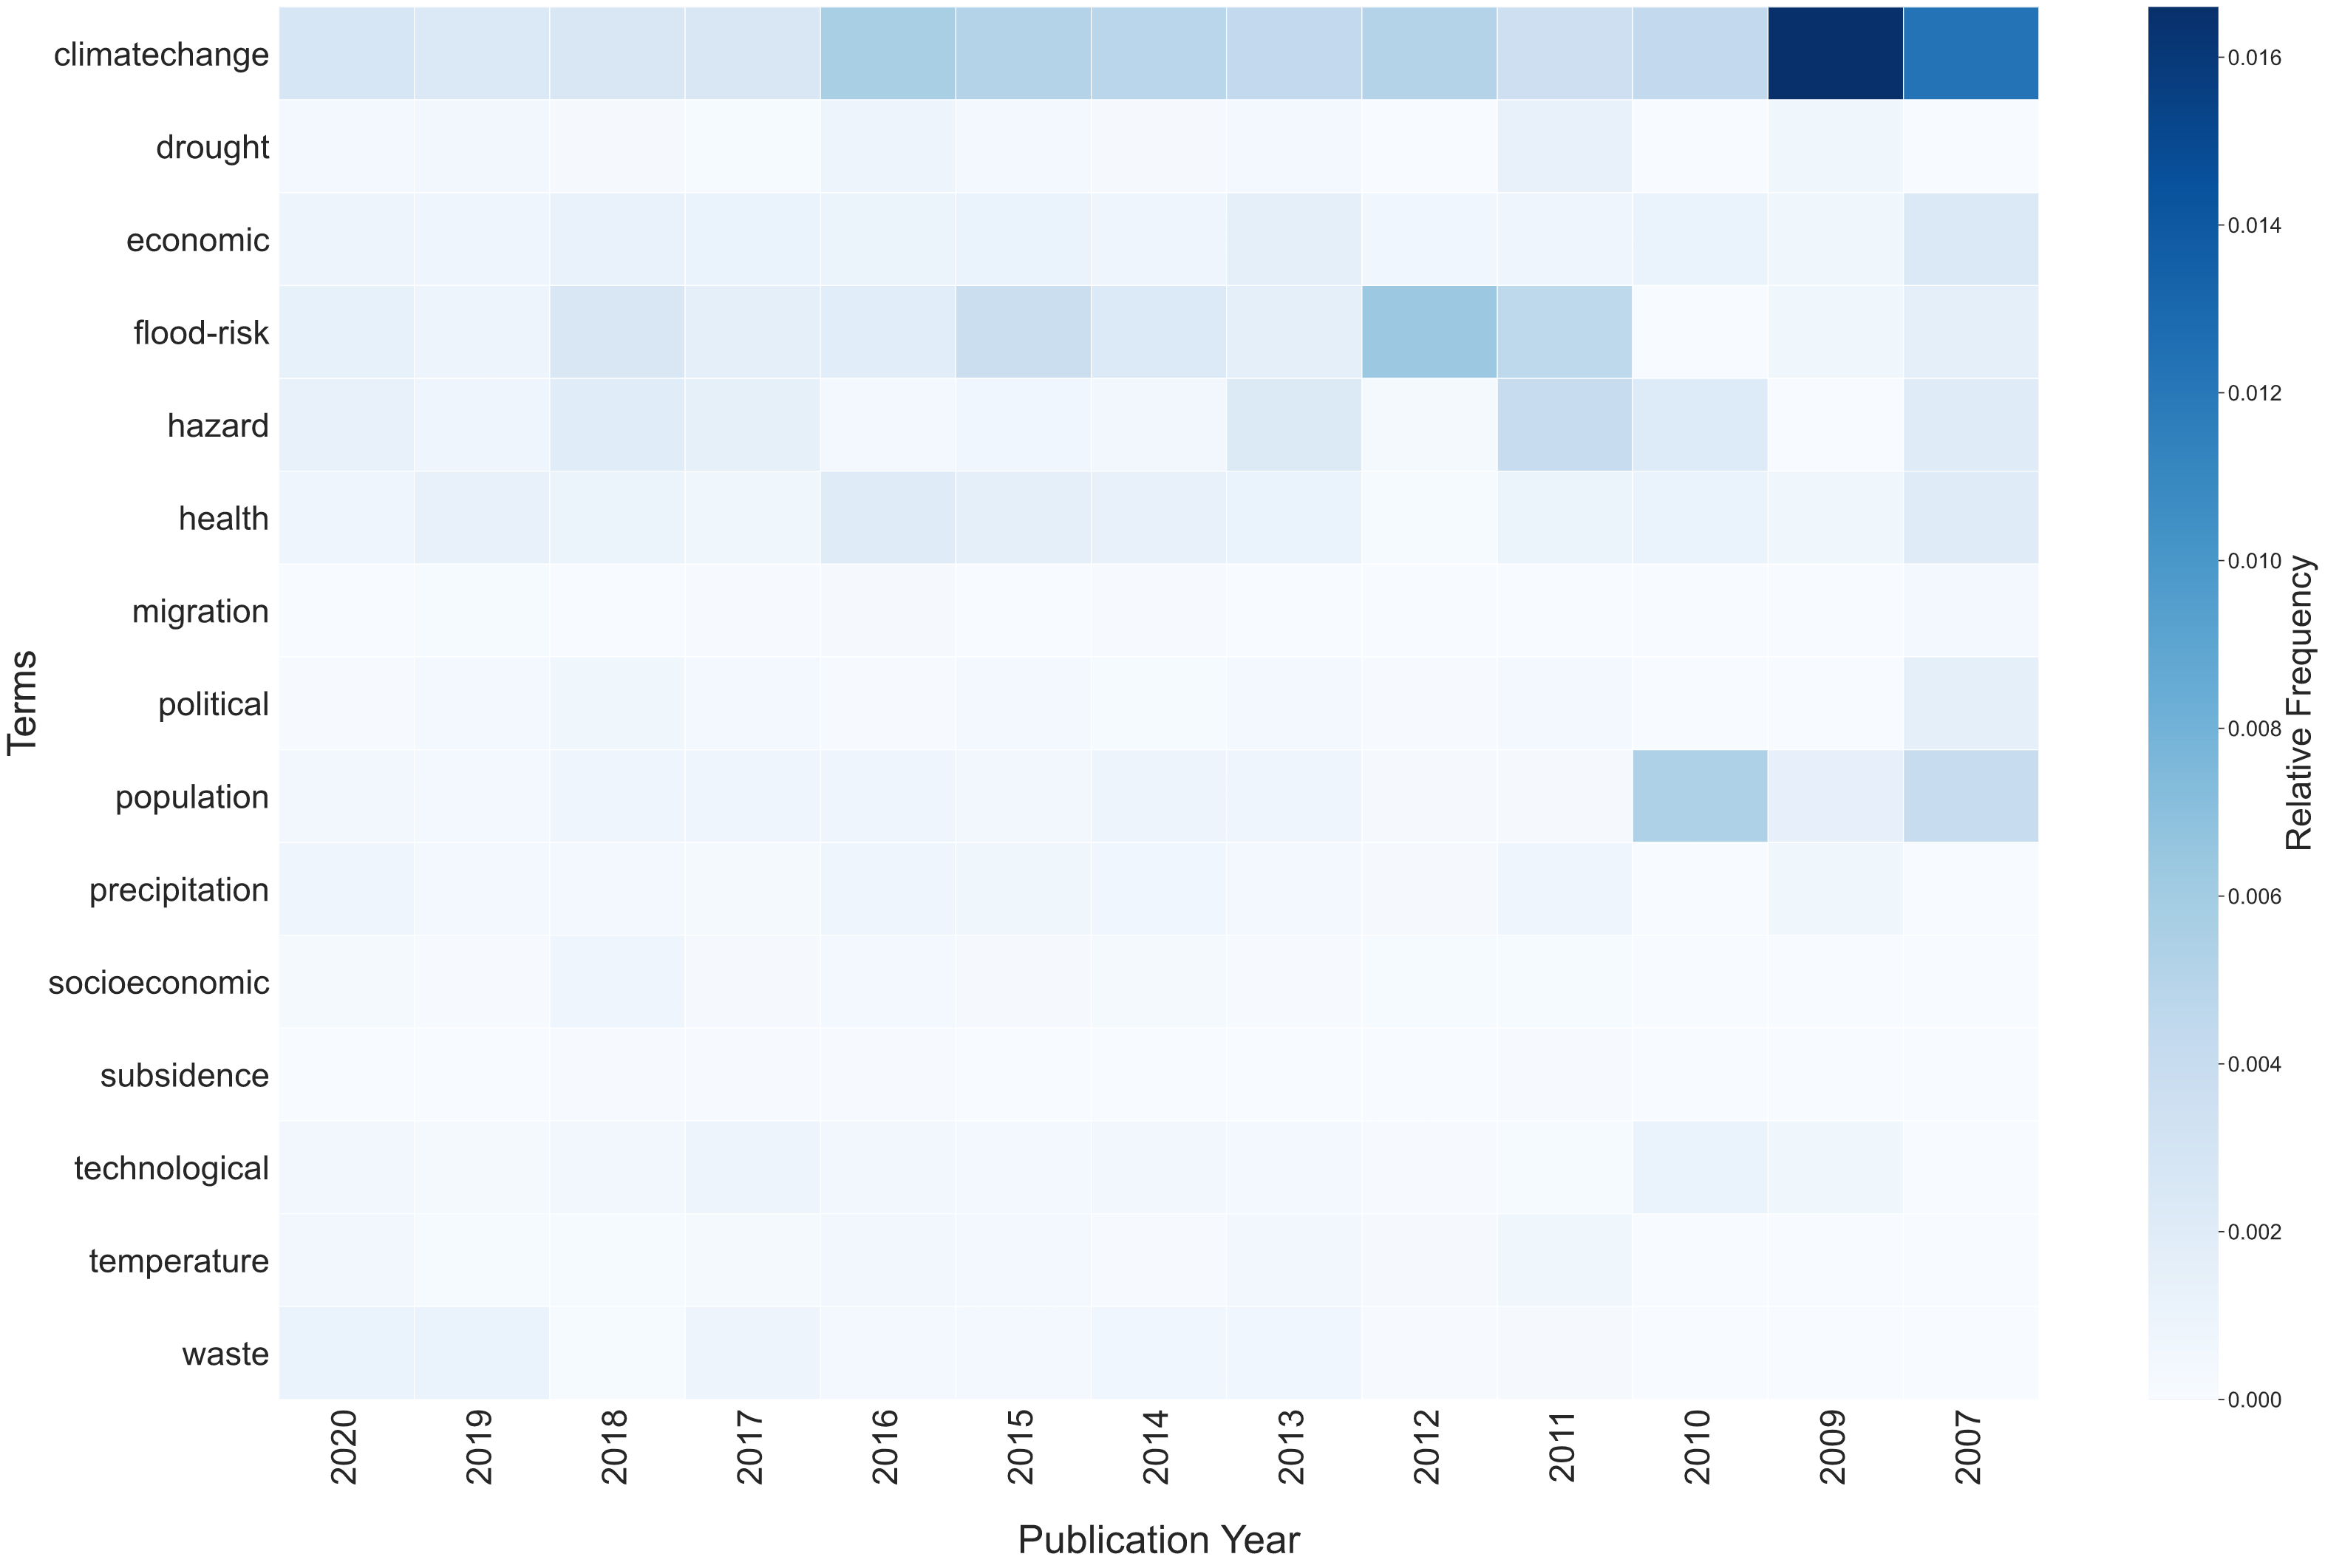 climatechange
drought
economic
flood-risk
hazard
health
migration
political
population
precipitation
socioeconomic
subsidence
technological
temperature
waste
Terms
2020
2019
2018
2017
2016
2015
2014
2013
2012
2011
2010
2009
2007
Publication Year
0.016
0.014
0.012
0.010
0.008
0.006
0.004
0.002
0.000
Relative Frequency